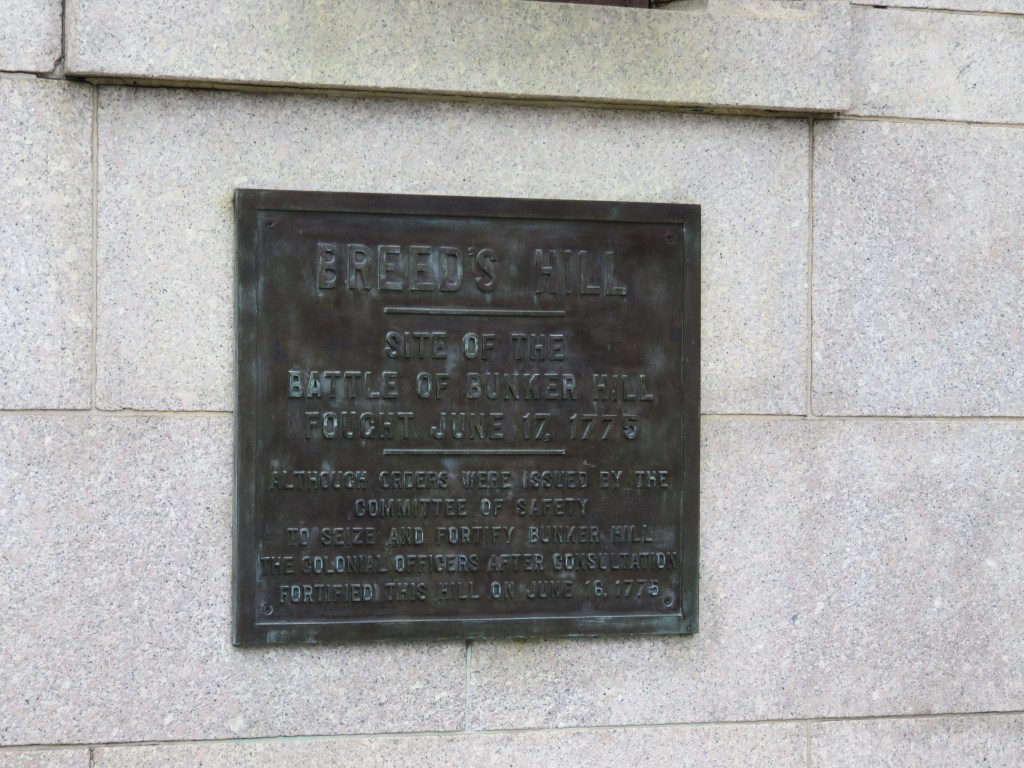 BREED'S HILL
SITE OF THE
BATTLE OF BUNKER HILL
FOUGHT JUNE 17, 1775
ALTHOUGH ORDERS WERE ISSUED BY THE
COMMITTEE OF SAFETY
TO SEIZE AND FORTIFY BUNKER HILL
THE COLONIAL OFFICERS AFTER CONSULTATION
FORTIFIED THIS HILL ON JUNE 16, 1775